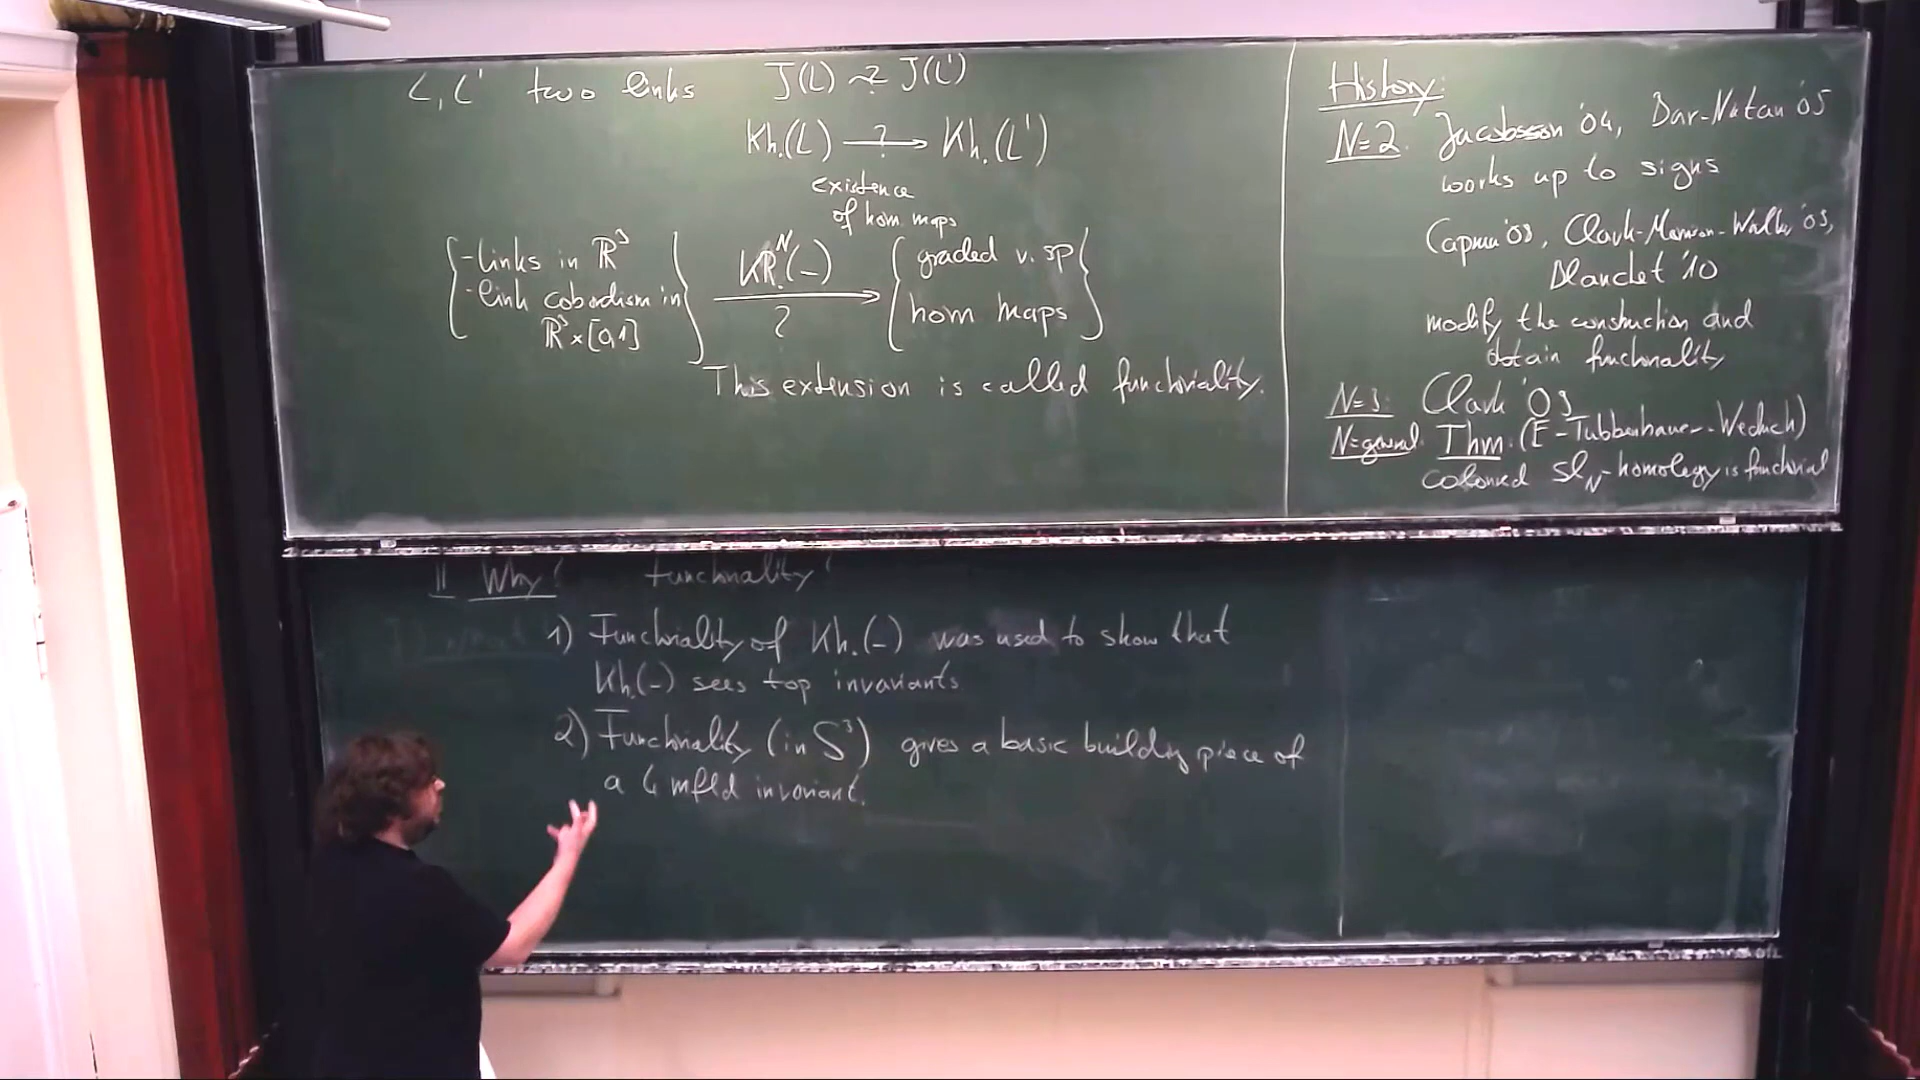 L, L' two links J(L) ~? J(L')
Kh.(L) —?→ Kh.(L')
existence
of hom. maps
{ -links in ℝ³
-link cobordism in
ℝ³×[0,1] }
KR.ᴺ(-)
?
{ graded v. sp
hom maps }
This extension is called functoriality.
History:
N=2. Jacobsson '04, Bar-Natan '05
works up to signs
Caprau '08, Clark-Morrison-Walker '09,
Blanchet '10
modify the construction and
obtain functoriality
N=3: Clark '09
N=general. Thm. (E-Tubbenhauer-Wedrich)
coloured sl_N-homology is functorial
II Why? functoriality?
1) Functoriality of Kh.(-) was used to show that
Kh.(-) sees top invariants
2) Functoriality (in S³) gives a basic building piece of
a 4 mfld invariant.